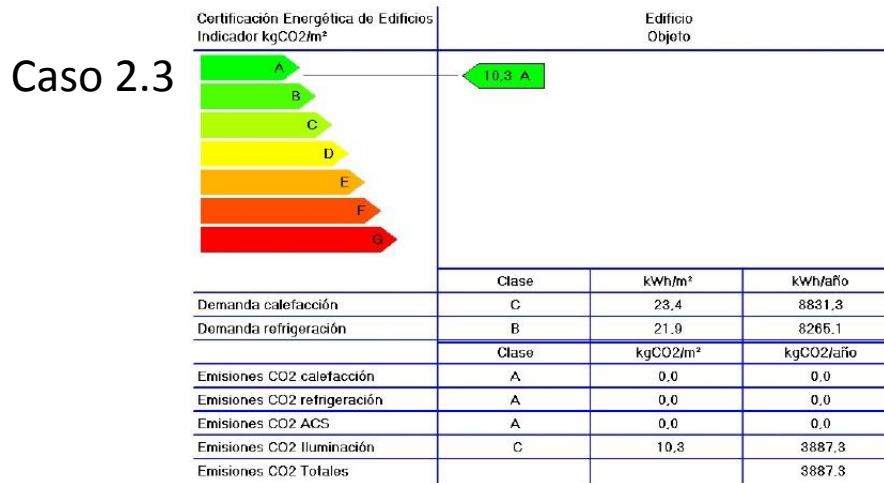 Caso 2.3
Certificación Energética de Edificios
Indicador kgCO2/m²
Edificio
Objeto
A
10,3 A
B
C
D
E
F
G
Clase kWh/m² kWh/año
Demanda calefacción C 23,4 8831,3
Demanda refrigeración B 21,9 8265,1
Clase kgCO2/m² kgCO2/año
Emisiones CO2 calefacción A 0,0 0,0
Emisiones CO2 refrigeración A 0,0 0,0
Emisiones CO2 ACS A 0,0 0,0
Emisiones CO2 Iluminación C 10,3 3887,3
Emisiones CO2 Totales 3887,3